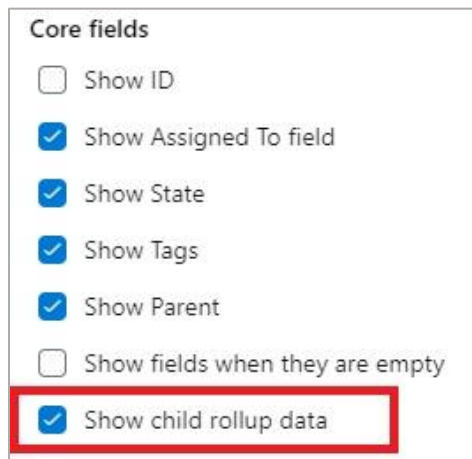 Core fields
Show ID
Show Assigned To field
Show State
Show Tags
Show Parent
Show fields when they are empty
Show child rollup data